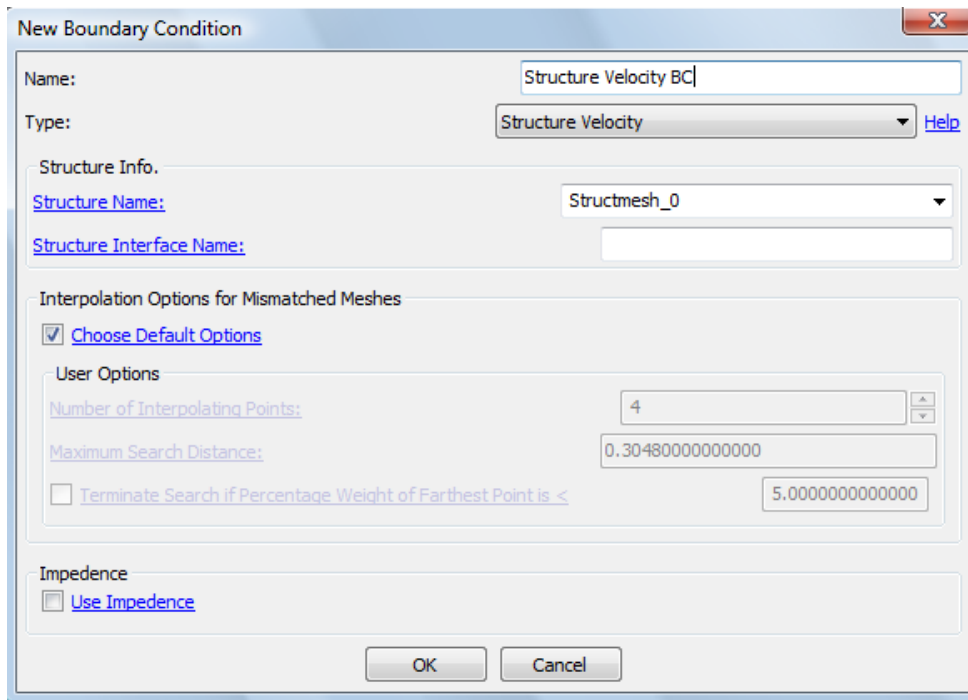 New Boundary Condition
Name: Structure Velocity BC
Type: Structure Velocity Help
Structure Info.
Structure Name: Structmesh_0
Structure Interface Name:
Interpolation Options for Mismatched Meshes
Choose Default Options
User Options
Number of Interpolating Points: 4
Maximum Search Distance: 0.30480000000000
Terminate Search if Percentage Weight of Farthest Point is < 5.0000000000000
Impedence
Use Impedence
OK Cancel